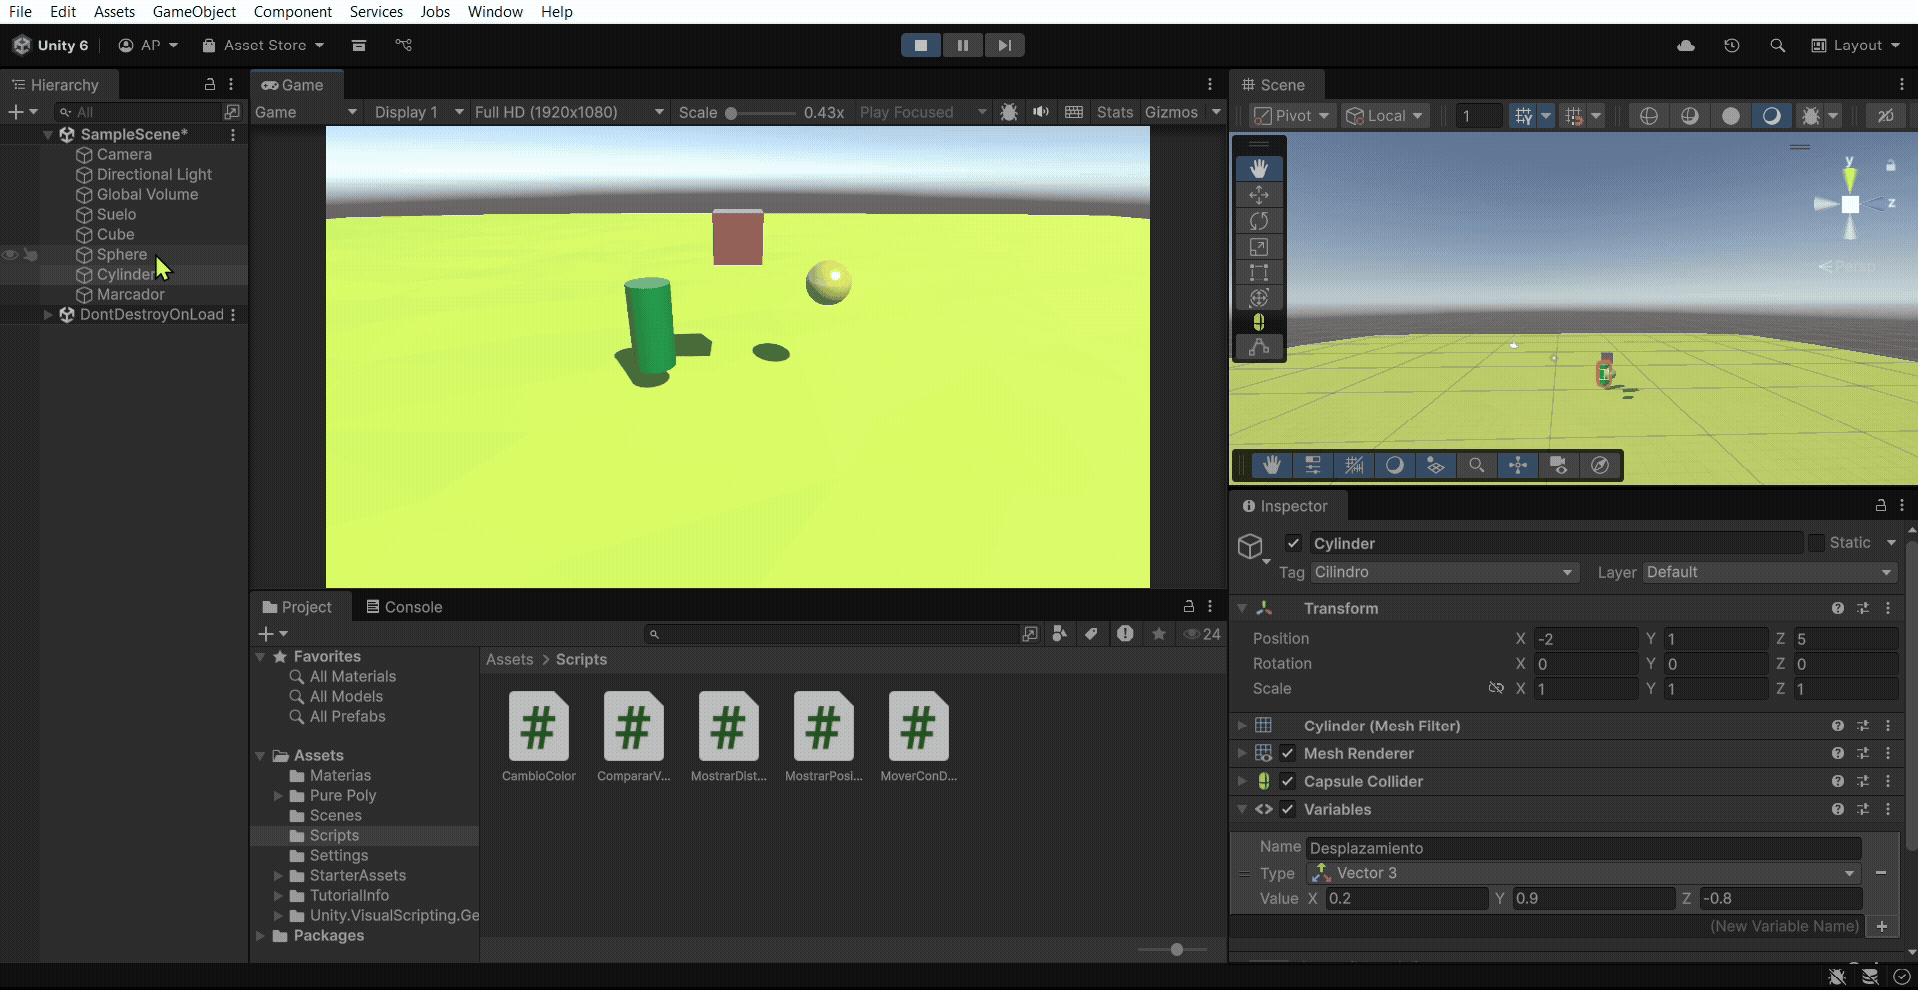 File Edit Assets GameObject Component Services Jobs Window Help
Unity 6 AP Asset Store Layout
Hierarchy
All
SampleScene*
Camera
Directional Light
Global Volume
Suelo
Cube
Sphere
Cylinder
Marcador
DontDestroyOnLoad
Game
Game Display 1 Full HD (1920x1080) Scale 0.43x Play Focused Stats Gizmos
Scene
Pivot Local 1 2D
y
z
Persp
Project Console
24
Favorites
All Materials
All Models
All Prefabs
Assets
Materias
Pure Poly
Scenes
Scripts
Settings
StarterAssets
TutorialInfo
Unity.VisualScripting.Ge
Packages
Assets > Scripts
CambioColor CompararV... MostrarDist... MostrarPosi... MoverConD...
Inspector
Cylinder Static
Tag Cilindro Layer Default
Transform
Position X -2 Y 1 Z 5
Rotation X 0 Y 0 Z 0
Scale X 1 Y 1 Z 1
Cylinder (Mesh Filter)
Mesh Renderer
Capsule Collider
Variables
Name Desplazamiento
Type Vector 3
Value X 0.2 Y 0.9 Z -0.8
(New Variable Name)